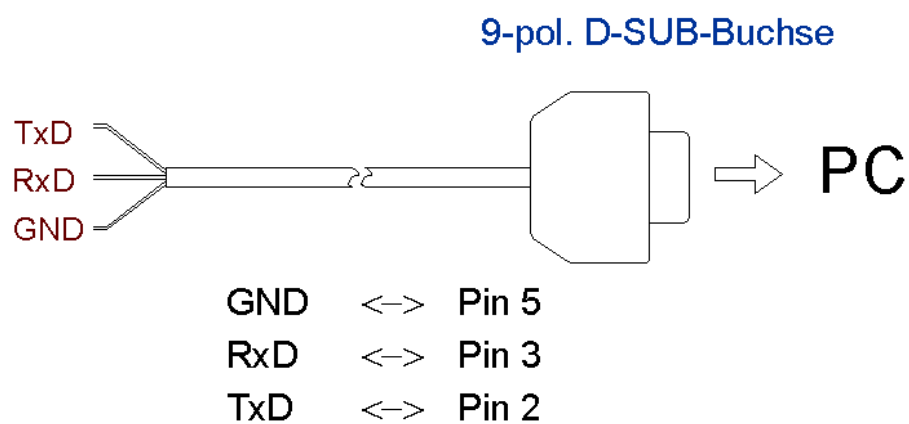 9-pol. D-SUB-Buchse
TxD
RxD
GND
PC
GND <--> Pin 5
RxD <--> Pin 3
TxD <--> Pin 2